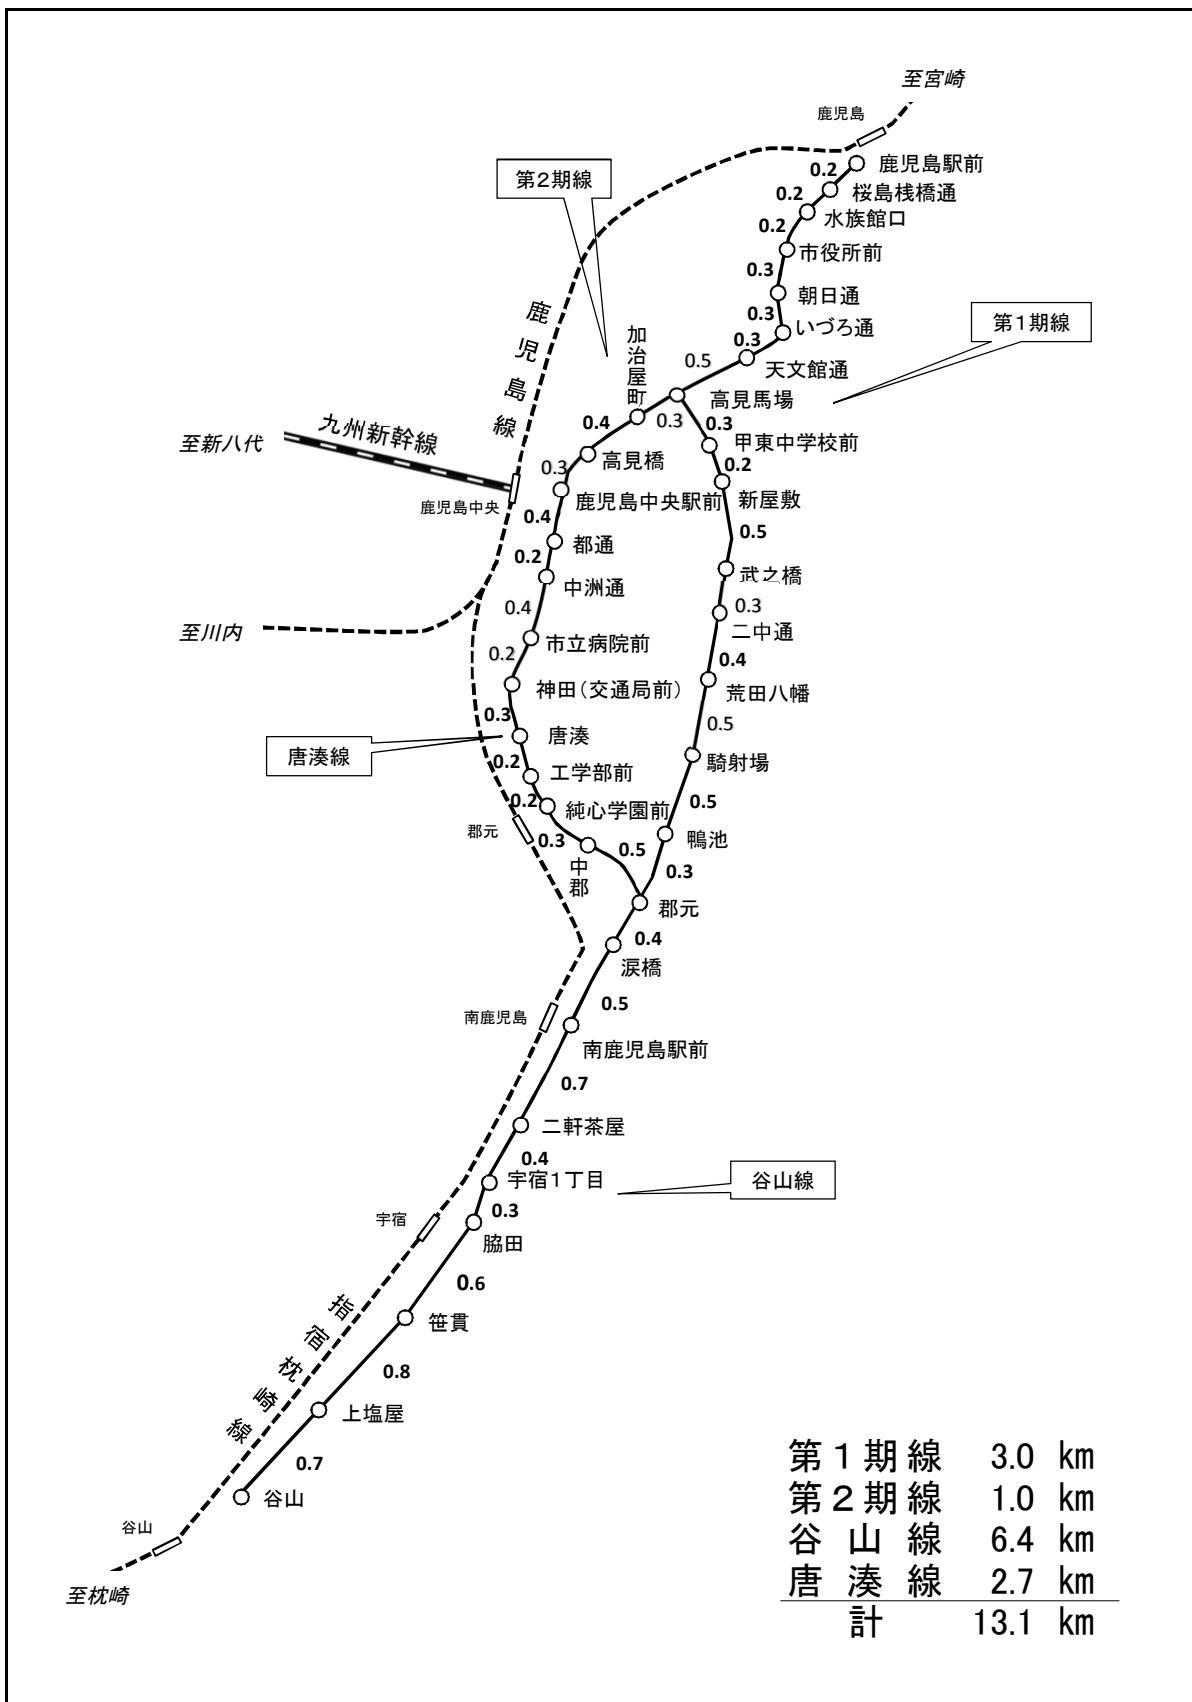 至宮崎
鹿児島
鹿児島駅前
0.2
桜島桟橋通
0.2
水族館口
0.2
市役所前
0.3
朝日通
0.3
いづろ通
0.3
天文館通
0.5
高見馬場
第2期線
第1期線
鹿児島線
加治屋町
0.3
0.4
高見橋
0.3
鹿児島中央駅前
九州新幹線
至新八代
鹿児島中央
0.4
都通
0.2
中洲通
0.4
市立病院前
0.2
神田(交通局前)
0.3
唐湊
0.2
工学部前
0.2
純心学園前
0.3
中郡
0.5
至川内
唐湊線
郡元
0.3
甲東中学校前
0.2
新屋敷
0.5
武之橋
0.3
二中通
0.4
荒田八幡
0.5
騎射場
0.5
鴨池
0.3
郡元
0.4
涙橋
0.5
南鹿児島
南鹿児島駅前
0.7
二軒茶屋
0.4
宇宿1丁目
谷山線
0.3
宇宿
脇田
0.6
笹貫
0.8
指宿枕崎線
上塩屋
0.7
谷山
谷山
至枕崎
第1期線 3.0 km
第2期線 1.0 km
谷山線 6.4 km
唐湊線 2.7 km
計 13.1 km